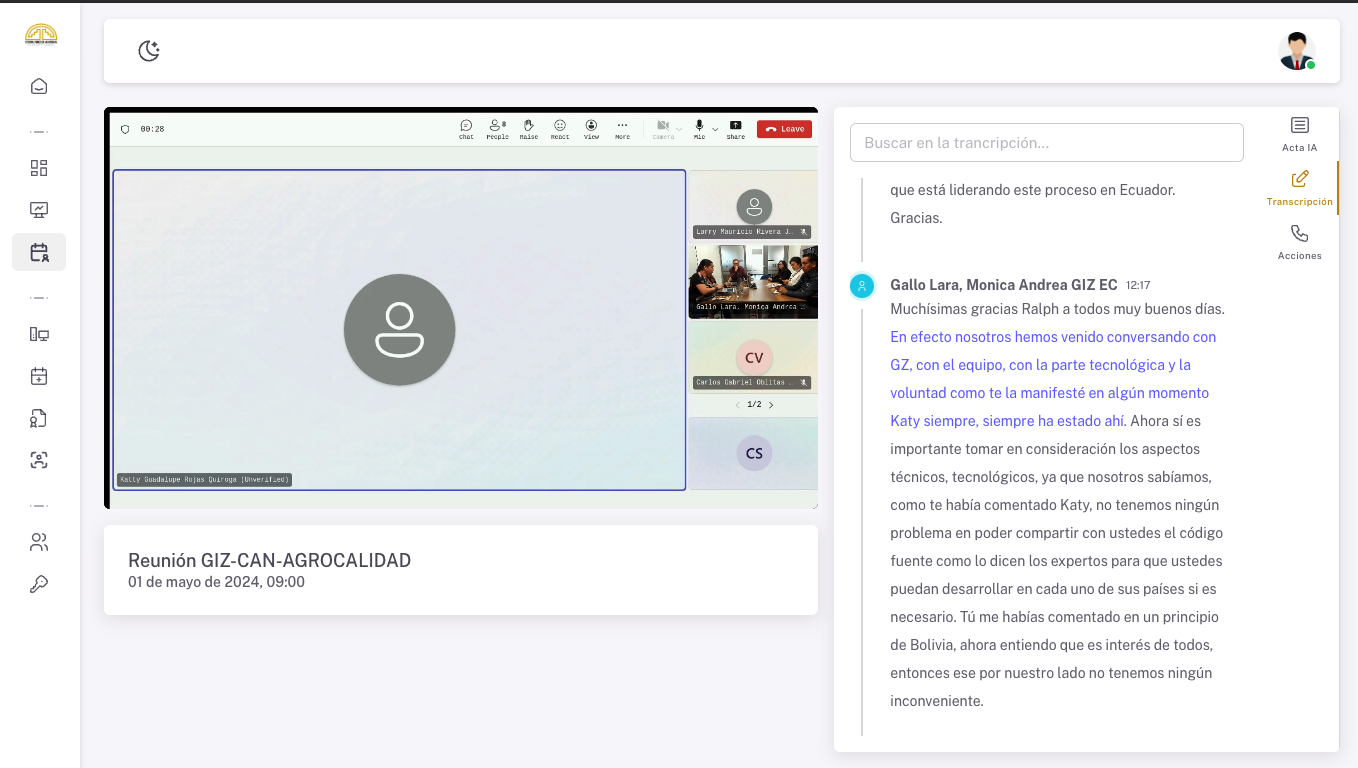 00:28
Chat
People
8
Raise
React
View
More
Camera
Mic
Share
Leave
Larry Mauricio Rivera J..
Gallo Lara, Monica Andrea ..
CV
Carlos Gabriel Oblitas ..
1/2
CS
Katty Guadalupe Rojas Quiroga (Unverified)
Reunión GIZ-CAN-AGROCALIDAD
01 de mayo de 2024, 09:00
Buscar en la trancripción...
Acta IA
Transcripción
Acciones
que está liderando este proceso en Ecuador.
Gracias.
Gallo Lara, Monica Andrea GIZ EC 12:17
Muchísimas gracias Ralph a todos muy buenos días.
En efecto nosotros hemos venido conversando con
GZ, con el equipo, con la parte tecnológica y la
voluntad como te la manifesté en algún momento
Katy siempre, siempre ha estado ahí. Ahora sí es
importante tomar en consideración los aspectos
técnicos, tecnológicos, ya que nosotros sabíamos,
como te había comentado Katy, no tenemos ningún
problema en poder compartir con ustedes el código
fuente como lo dicen los expertos para que ustedes
puedan desarrollar en cada uno de sus países si es
necesario. Tú me habías comentado en un principio
de Bolivia, ahora entiendo que es interés de todos,
entonces ese por nuestro lado no tenemos ningún
inconveniente.